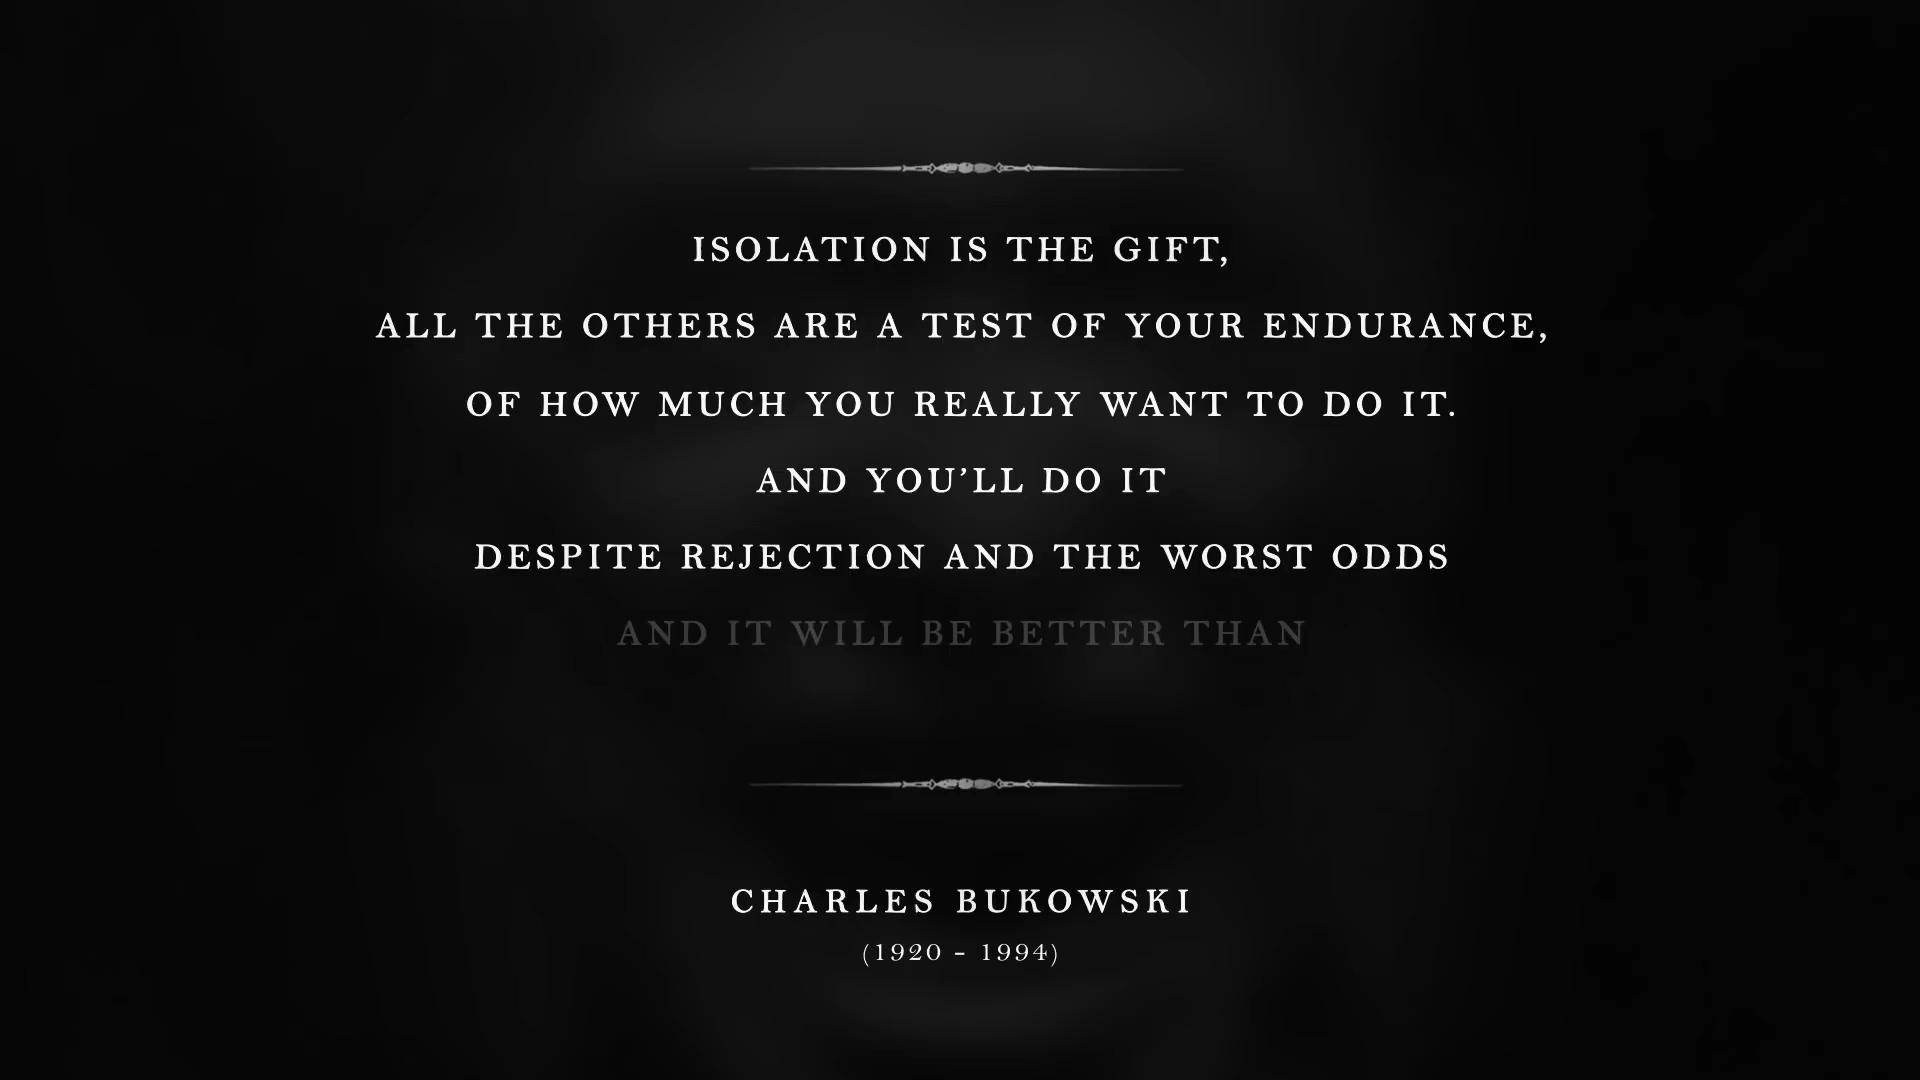 ISOLATION IS THE GIFT,
ALL THE OTHERS ARE A TEST OF YOUR ENDURANCE,
OF HOW MUCH YOU REALLY WANT TO DO IT.
AND YOU’LL DO IT
DESPITE REJECTION AND THE WORST ODDS
AND IT WILL BE BETTER THAN
CHARLES BUKOWSKI
(1920 - 1994)